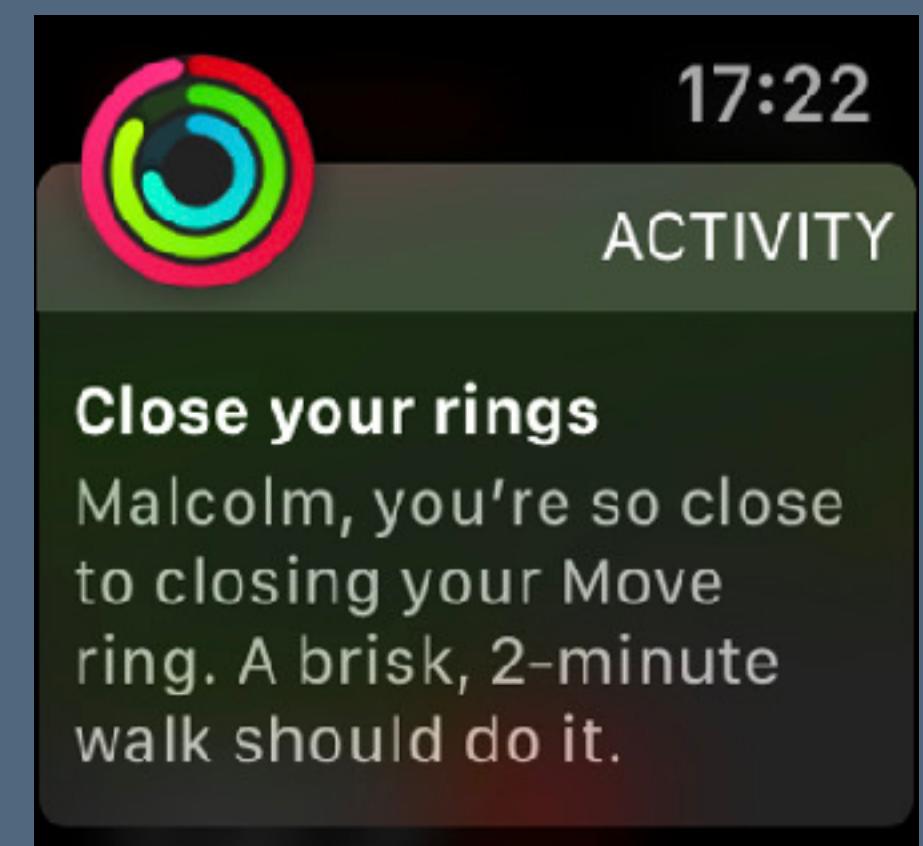 17:22
ACTIVITY
Close your rings
Malcolm, you’re so close
to closing your Move
ring. A brisk, 2-minute
walk should do it.